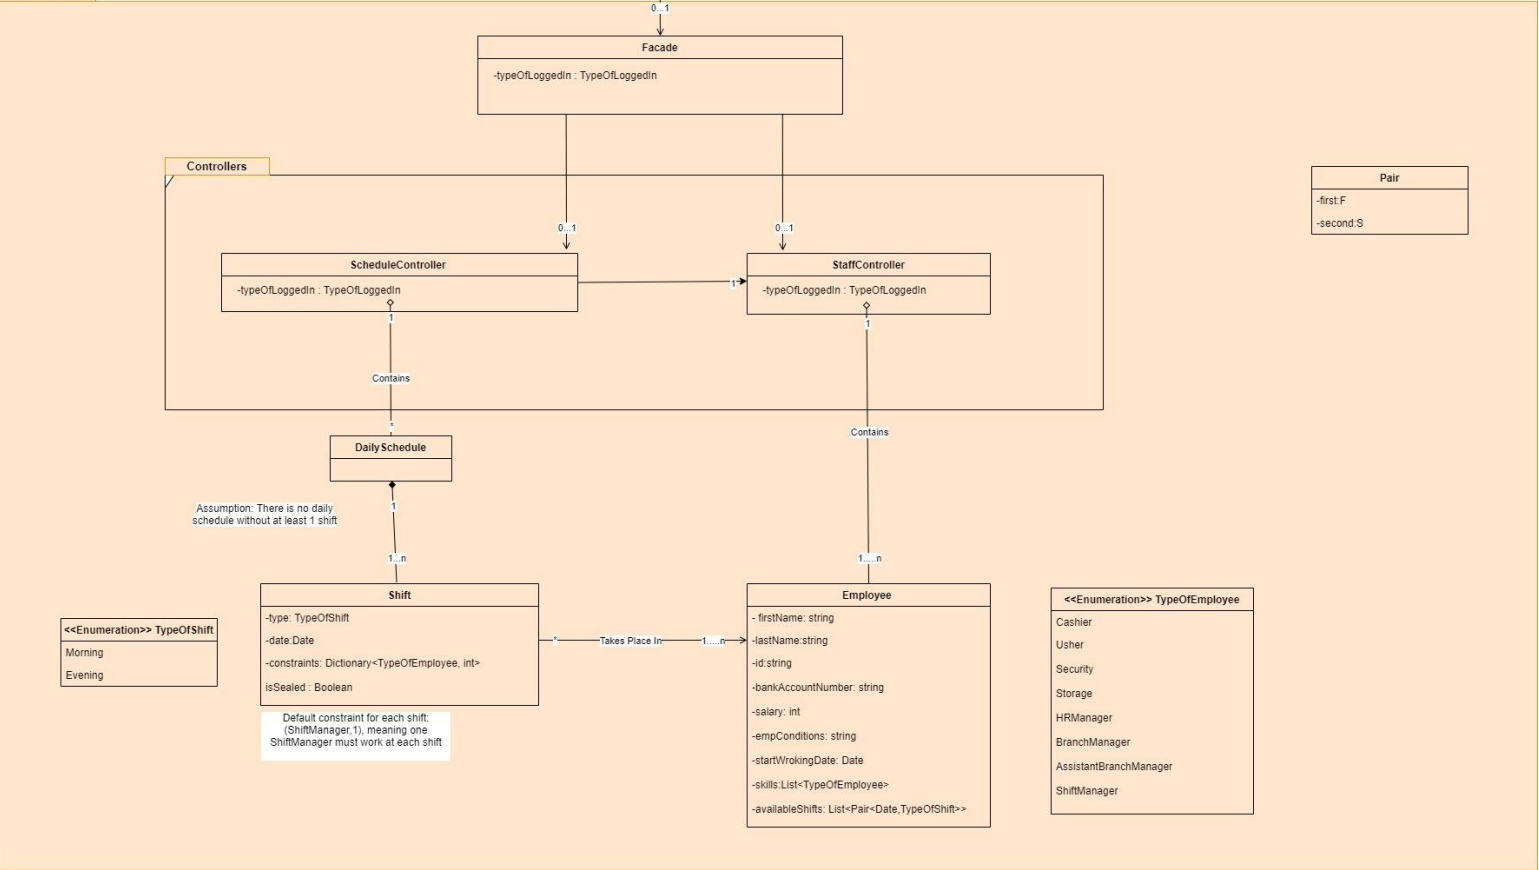 0...1
Facade
-typeOfLoggedIn : TypeOfLoggedIn
Controllers
0...1
0...1
ScheduleController
-typeOfLoggedIn : TypeOfLoggedIn
1
1
StaffController
-typeOfLoggedIn : TypeOfLoggedIn
1
Pair
-first:F
-second:S
Contains
*
DailySchedule
1
Assumption: There is no daily
schedule without at least 1 shift
1...n
Contains
1.....n
<<Enumeration>> TypeOfShift
Morning
Evening
Shift
-type: TypeOfShift
-date:Date
-constraints: Dictionary<TypeOfEmployee, int>
isSealed : Boolean
Default constraint for each shift:
(ShiftManager,1), meaning one
ShiftManager must work at each shift
*
Takes Place In
1.....n
Employee
- firstName: string
-lastName:string
-id:string
-bankAccountNumber: string
-salary: int
-empConditions: string
-startWrokingDate: Date
-skills:List<TypeOfEmployee>
-availableShifts: List<Pair<Date,TypeOfShift>>
<<Enumeration>> TypeOfEmployee
Cashier
Usher
Security
Storage
HRManager
BranchManager
AssistantBranchManager
ShiftManager